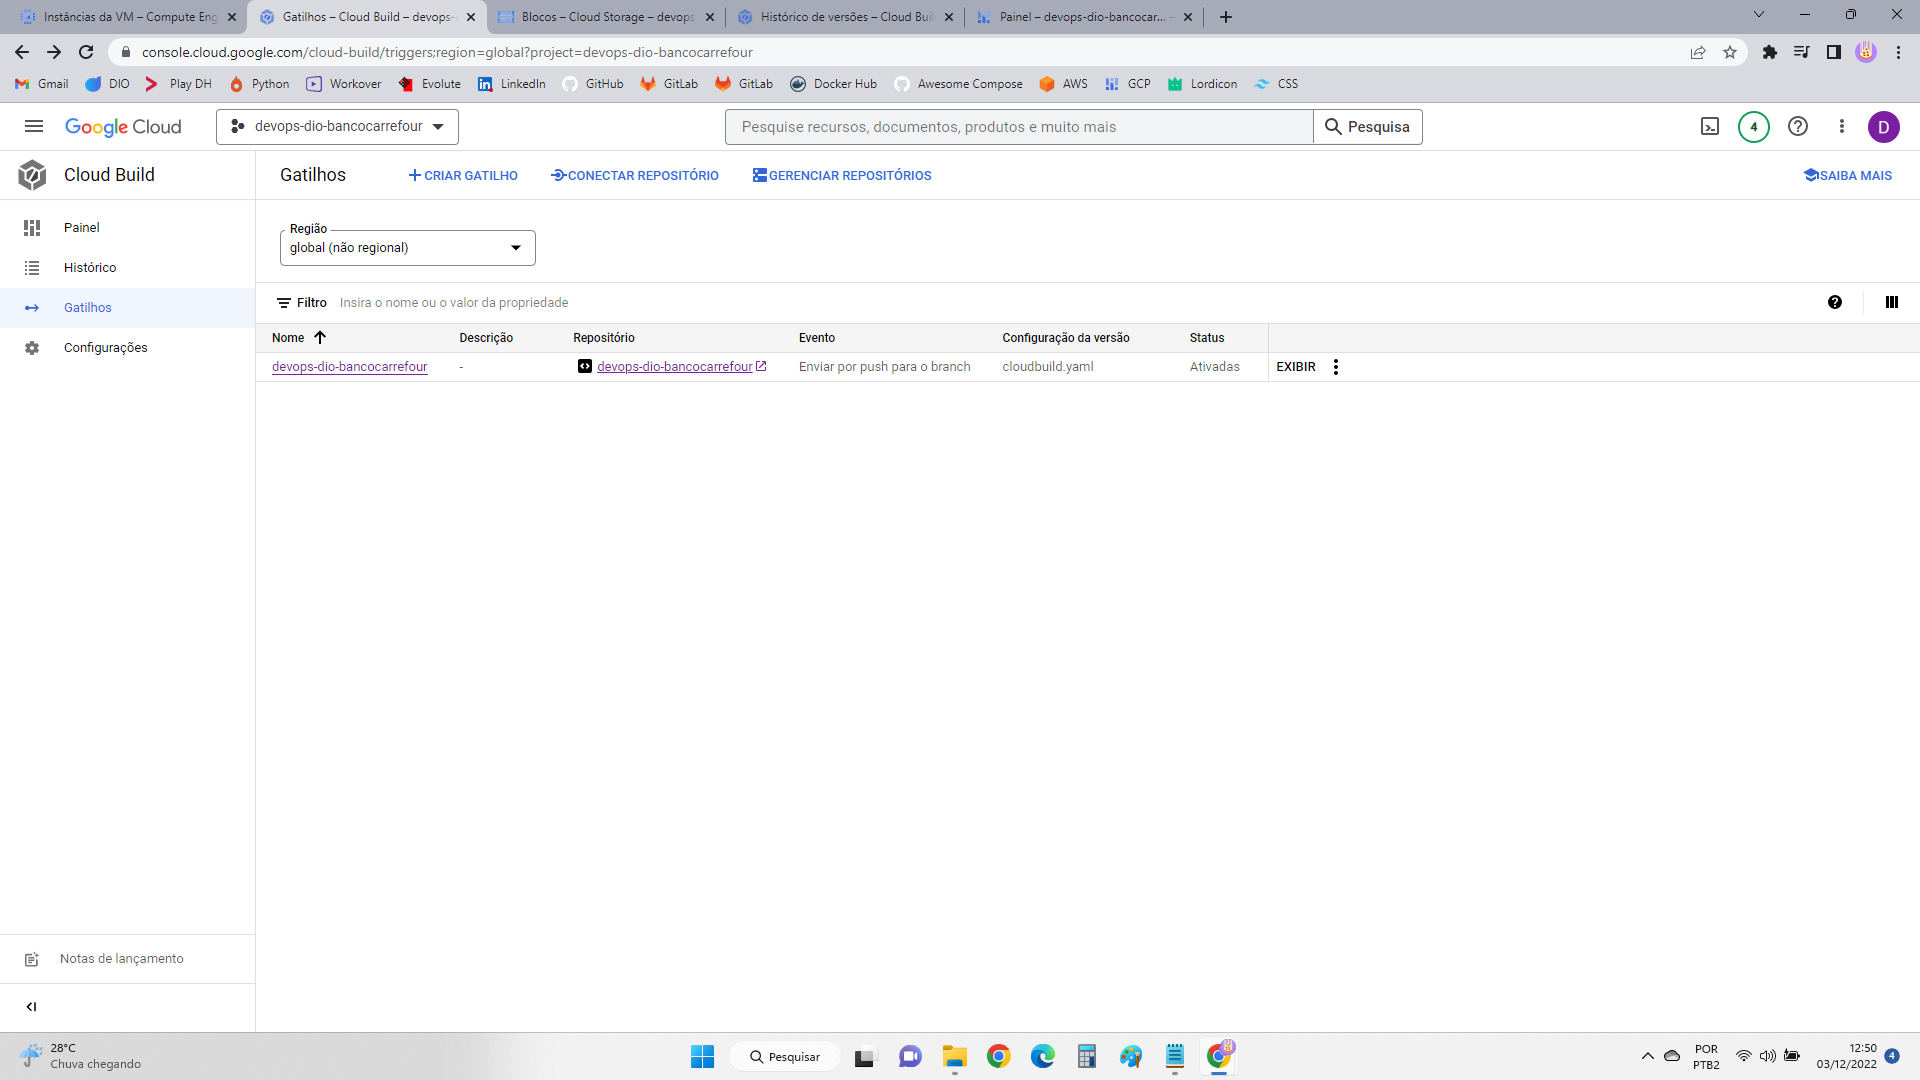 Instâncias da VM – Compute Eng
Gatilhos – Cloud Build – devops-
Blocos – Cloud Storage – devops
Histórico de versões – Cloud Buil
Painel – devops-dio-bancocar... –
console.cloud.google.com/cloud-build/triggers;region=global?project=devops-dio-bancocarrefour
Gmail
DIO
Play DH
Python
Workover
Evolute
LinkedIn
GitHub
GitLab
GitLab
Docker Hub
Awesome Compose
AWS
GCP
Lordicon
CSS
Google Cloud
devops-dio-bancocarrefour
Pesquise recursos, documentos, produtos e muito mais
Pesquisa
4
D
Cloud Build
Gatilhos
CRIAR GATILHO
CONECTAR REPOSITÓRIO
GERENCIAR REPOSITÓRIOS
SAIBA MAIS
Painel
Histórico
Gatilhos
Configurações
Região
global (não regional)
Filtro
Insira o nome ou o valor da propriedade
Nome
Descrição
Repositório
Evento
Configuração da versão
Status
devops-dio-bancocarrefour
-
devops-dio-bancocarrefour
Enviar por push para o branch
cloudbuild.yaml
Ativadas
EXIBIR
Notas de lançamento
28°C
Chuva chegando
Pesquisar
POR
PTB2
12:50
03/12/2022
4